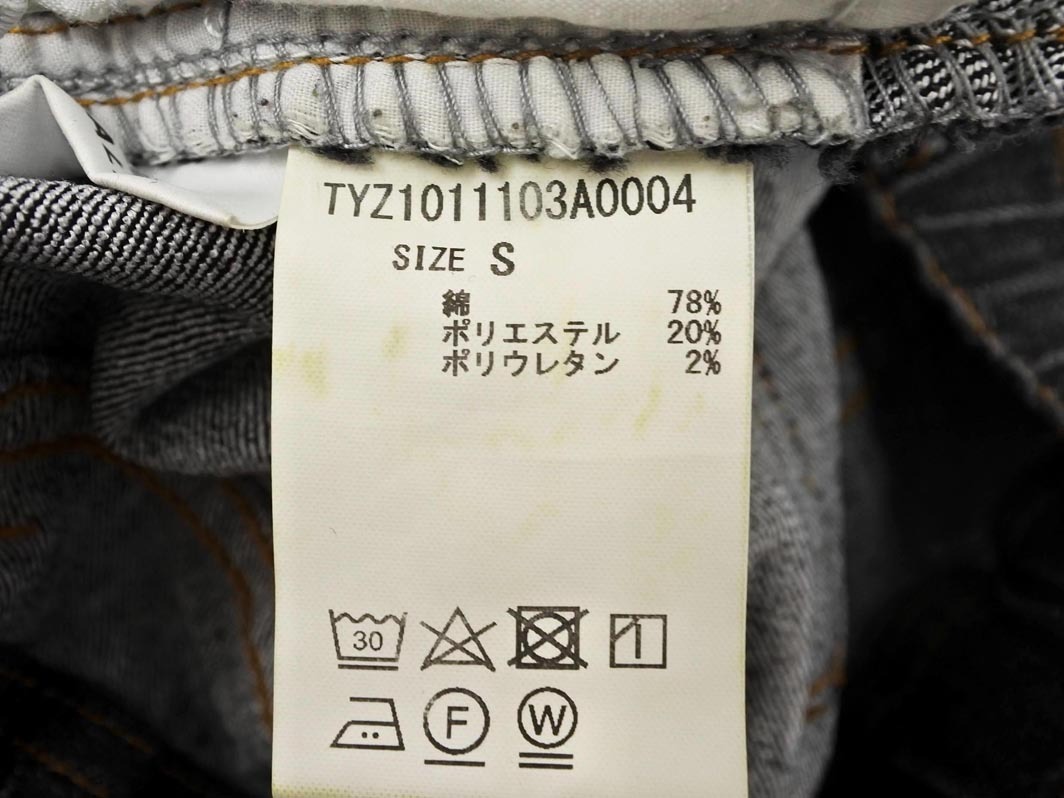 TYZ1011103A0004
SIZE S
綿 78%
ポリエステル 20%
ポリウレタン 2%
30
F
W